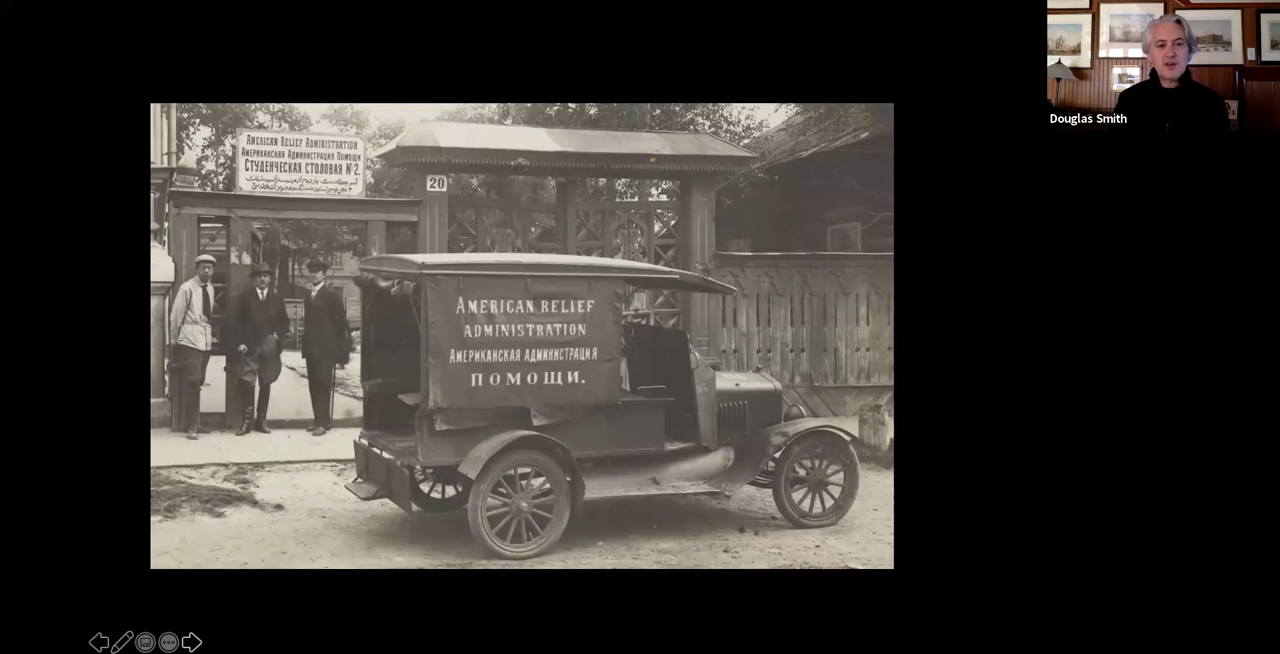 AMERICAN RELIEF ADMINISTRATION
АМЕРИКАНСКАЯ АДМИНИСТРАЦИЯ ПОМОЩИ
СТУДЕНЧЕСКАЯ СТОЛОВАЯ №2.
20
AMERICAN RELIEF
ADMINISTRATION
АМЕРИКАНСКАЯ АДМИНИСТРАЦИЯ
ПОМОЩИ.
Douglas Smith